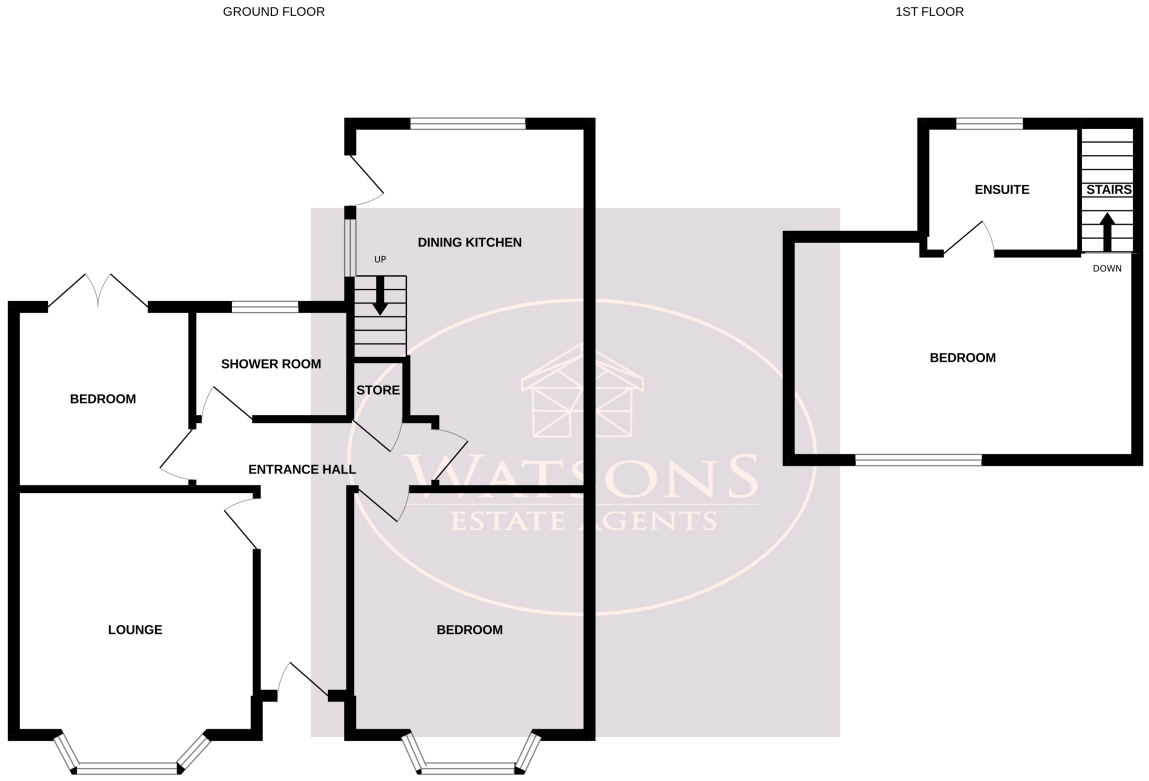 GROUND FLOOR
1ST FLOOR
ENSUITE
STAIRS
DINING KITCHEN
UP
DOWN
BEDROOM
SHOWER ROOM
STORE
BEDROOM
ENTRANCE HALL
WATSONS
ESTATE AGENTS
LOUNGE
BEDROOM